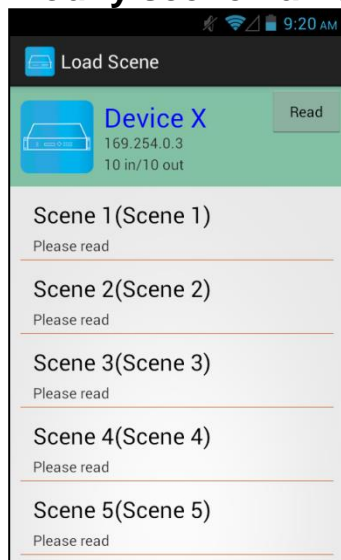 9:20 AM
Load Scene
Device X
Read
169.254.0.3
10 in/10 out
Scene 1(Scene 1)
Please read
Scene 2(Scene 2)
Please read
Scene 3(Scene 3)
Please read
Scene 4(Scene 4)
Please read
Scene 5(Scene 5)
Please read